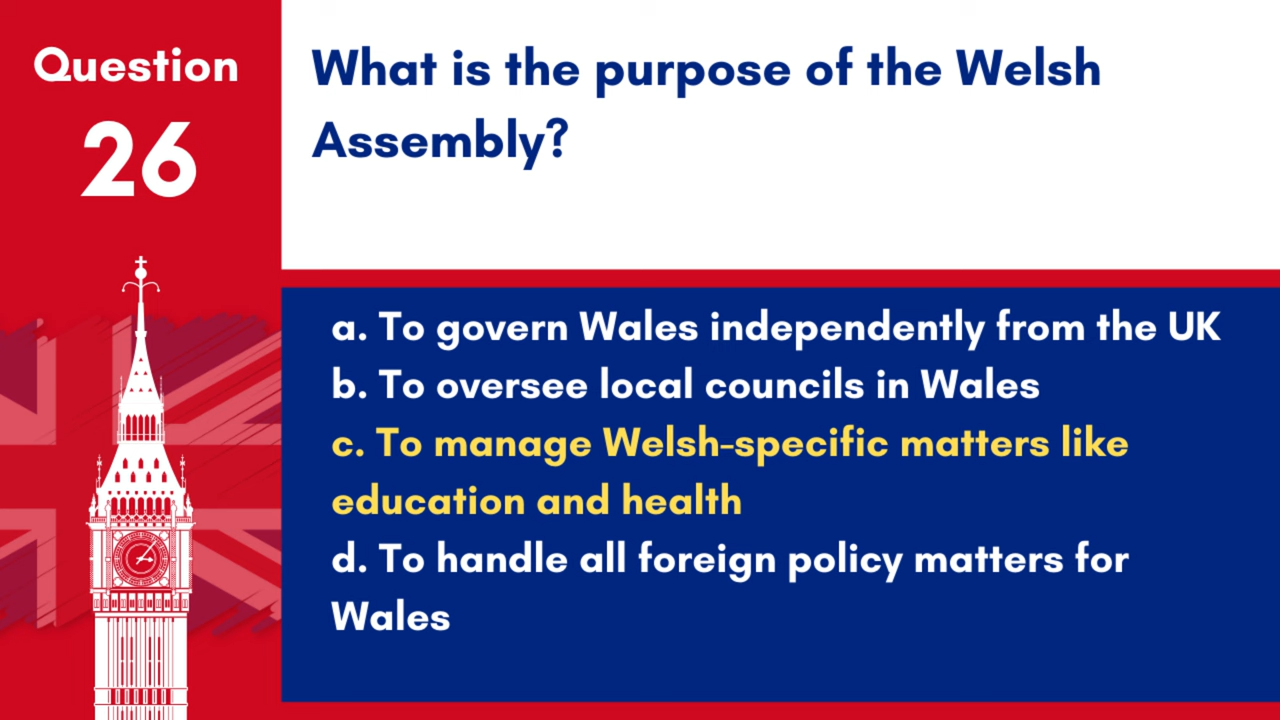 Question
26
What is the purpose of the Welsh
Assembly?
a. To govern Wales independently from the UK
b. To oversee local councils in Wales
c. To manage Welsh-specific matters like
education and health
d. To handle all foreign policy matters for
Wales